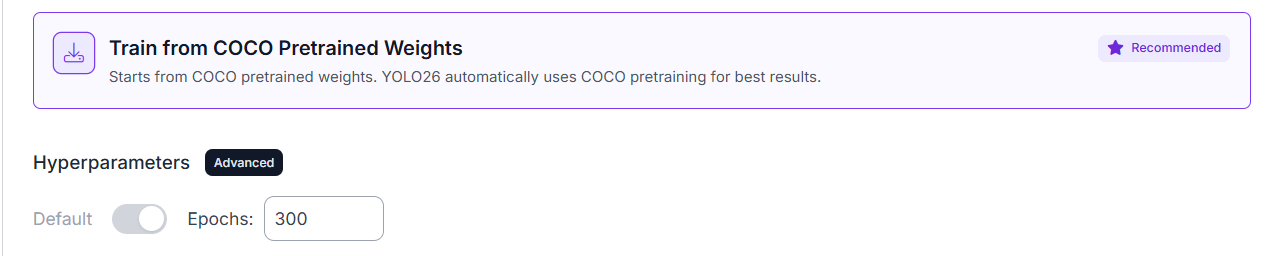 Train from COCO Pretrained Weights
Recommended
Starts from COCO pretrained weights. YOLO26 automatically uses COCO pretraining for best results.
Hyperparameters Advanced
Default Epochs: 300